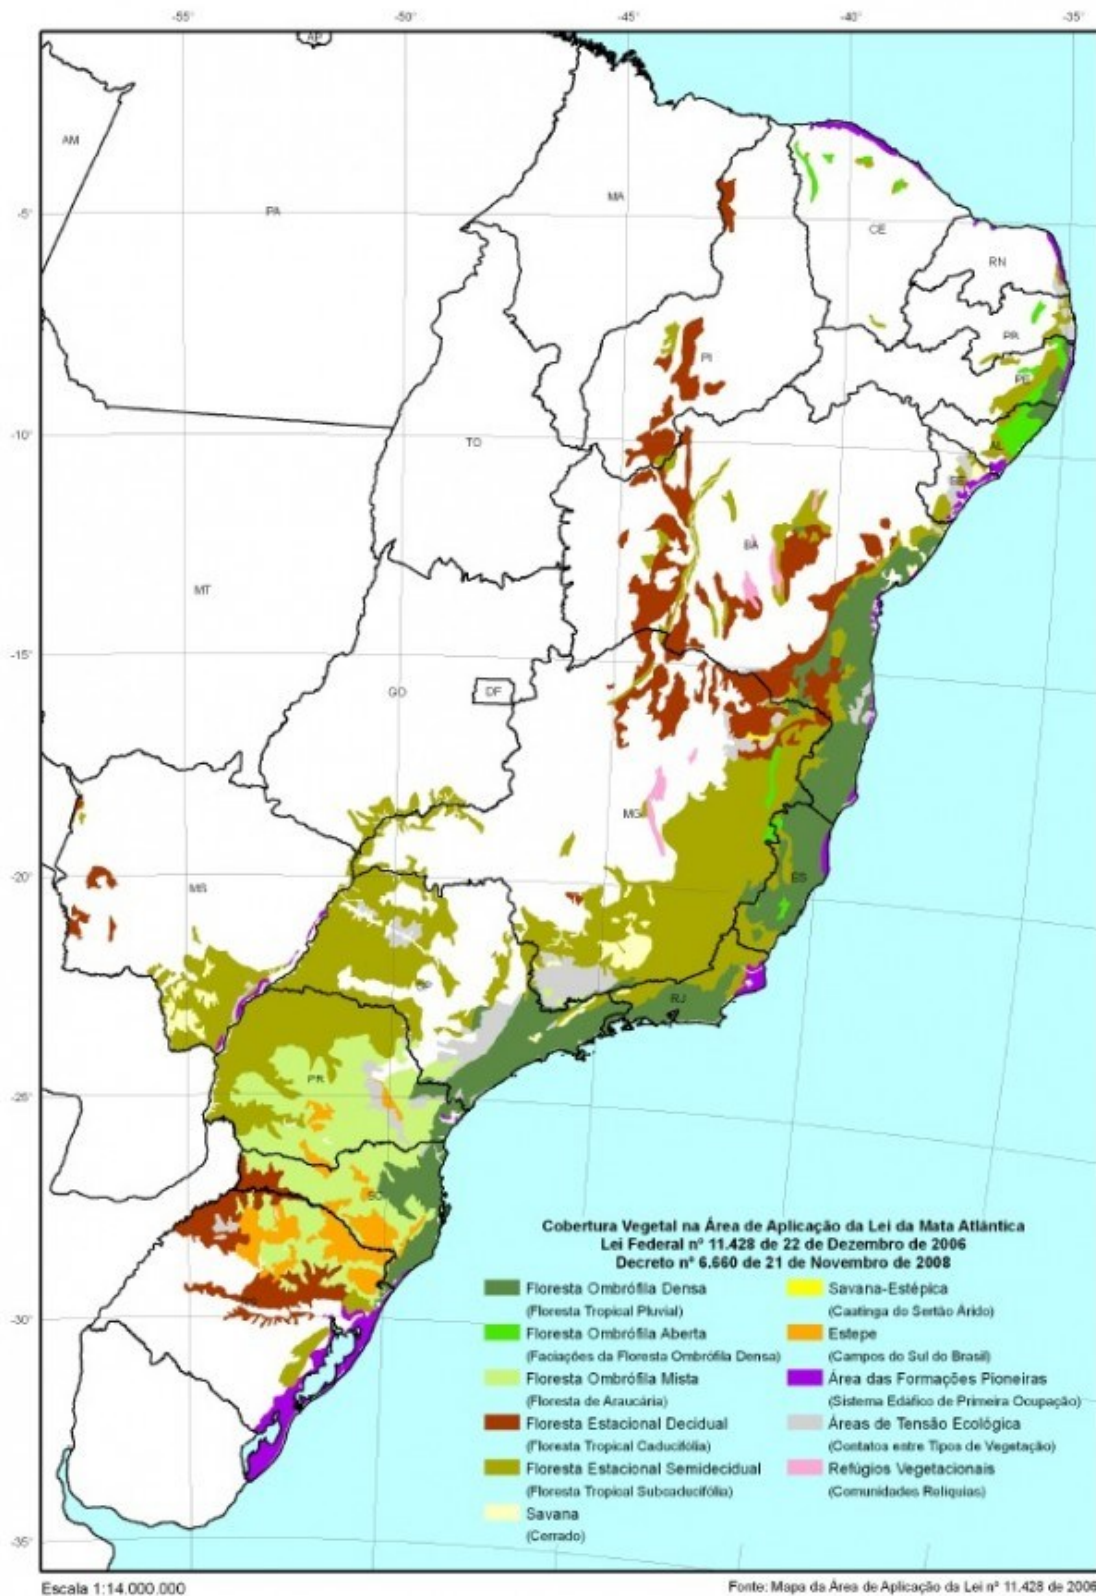 -55° -50° -45° -40° -35°
AP
AM
MA
-5°
PA
CE
RN
PB
PI
PE
-10°
TO
AL
SE
BA
MT
-15°
GO
DF
MG
ES
-20°
MS
SP
RJ
PR
-25°
SC
Cobertura Vegetal na Área de Aplicação da Lei da Mata Atlântica
Lei Federal nº 11.428 de 22 de Dezembro de 2006
Decreto nº 6.660 de 21 de Novembro de 2008
Floresta Ombrófila Densa
(Floresta Tropical Pluvial)
Floresta Ombrófila Aberta
(Faciações da Floresta Ombrófila Densa)
Floresta Ombrófila Mista
(Floresta de Araucária)
Floresta Estacional Decidual
(Floresta Tropical Caducifólia)
Floresta Estacional Semidecidual
(Floresta Tropical Subcaducifólia)
Savana
(Cerrado)
Savana-Estépica
(Caatinga do Sertão Árido)
Estepe
(Campos do Sul do Brasil)
Área das Formações Pioneiras
(Sistema Edáfico de Primeira Ocupação)
Áreas de Tensão Ecológica
(Contatos entre Tipos de Vegetação)
Refúgios Vegetacionais
(Comunidades Relíquias)
-30°
-35°
Escala 1:14.000.000
Fonte: Mapa da Área de Aplicação da Lei nº 11.428 de 2006